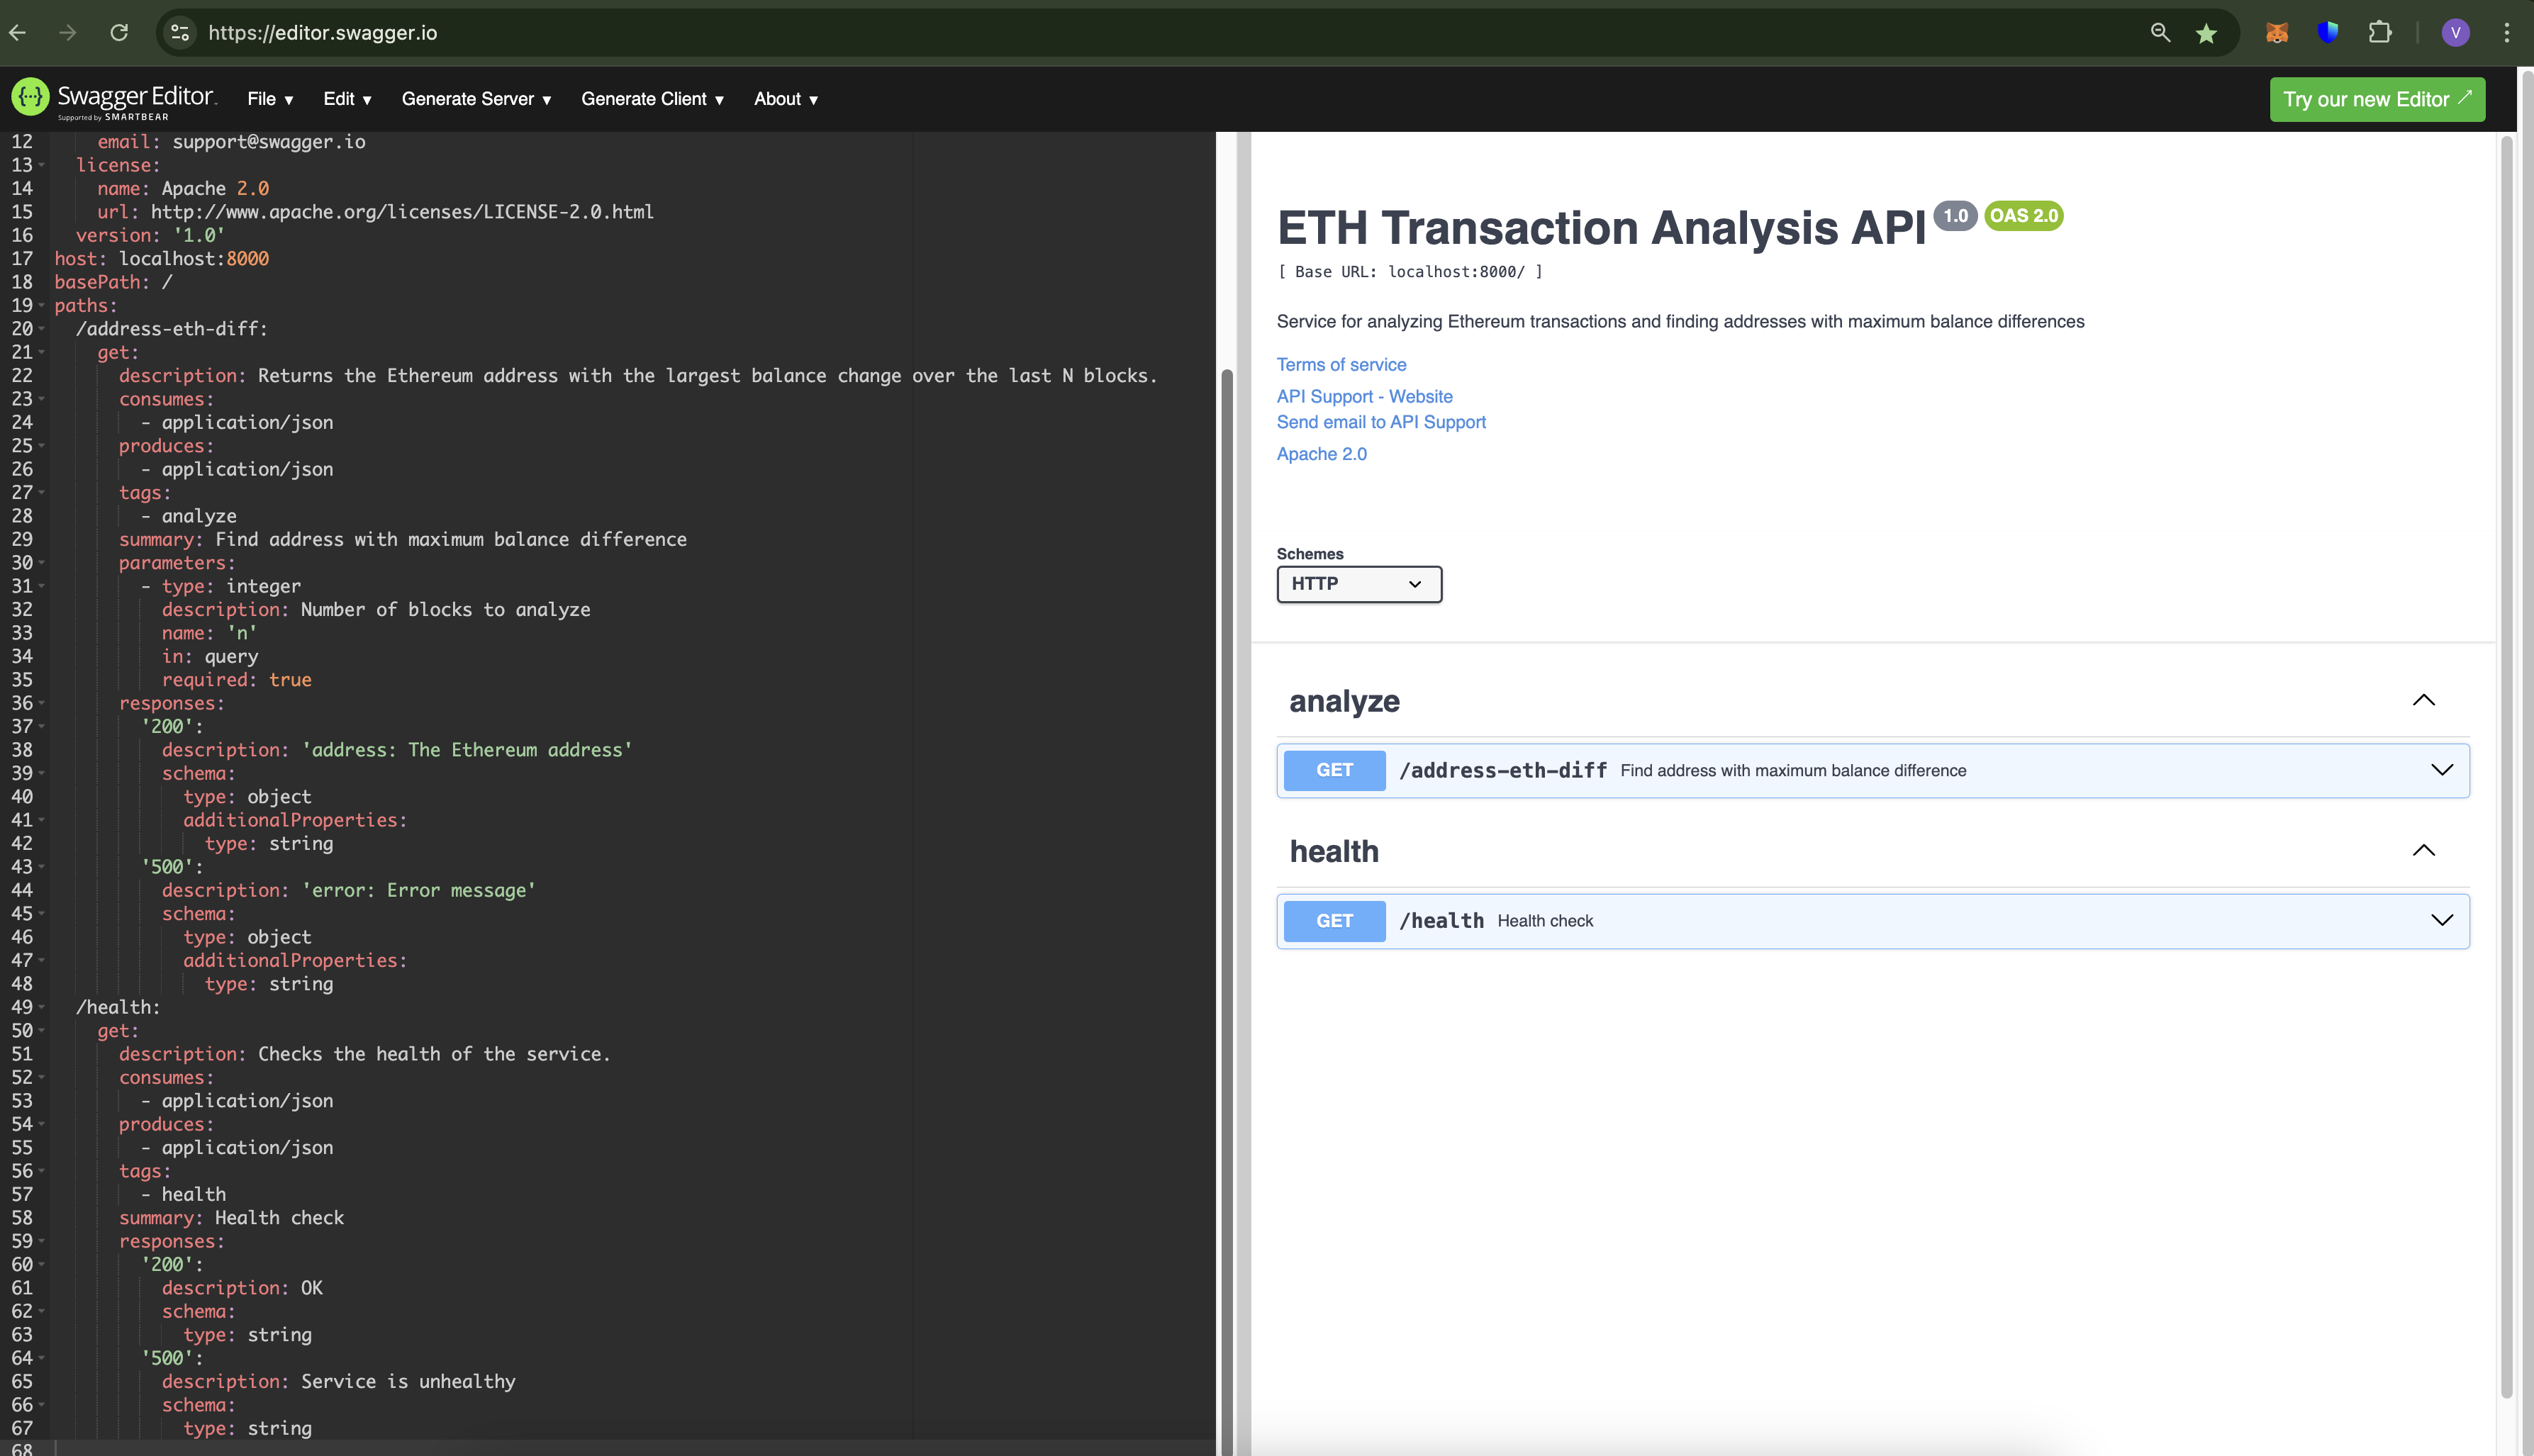 https://editor.swagger.io
V
Swagger Editor.
Supported by SMARTBEAR
File ▾ Edit ▾ Generate Server ▾ Generate Client ▾ About ▾
Try our new Editor
12 email: support@swagger.io
13 license:
14 name: Apache 2.0
15 url: http://www.apache.org/licenses/LICENSE-2.0.html
16 version: '1.0'
17 host: localhost:8000
18 basePath: /
19 paths:
20 /address-eth-diff:
21 get:
22 description: Returns the Ethereum address with the largest balance change over the last N blocks.
23 consumes:
24 - application/json
25 produces:
26 - application/json
27 tags:
28 - analyze
29 summary: Find address with maximum balance difference
30 parameters:
31 - type: integer
32 description: Number of blocks to analyze
33 name: 'n'
34 in: query
35 required: true
36 responses:
37 '200':
38 description: 'address: The Ethereum address'
39 schema:
40 type: object
41 additionalProperties:
42 type: string
43 '500':
44 description: 'error: Error message'
45 schema:
46 type: object
47 additionalProperties:
48 type: string
49 /health:
50 get:
51 description: Checks the health of the service.
52 consumes:
53 - application/json
54 produces:
55 - application/json
56 tags:
57 - health
58 summary: Health check
59 responses:
60 '200':
61 description: OK
62 schema:
63 type: string
64 '500':
65 description: Service is unhealthy
66 schema:
67 type: string
68
ETH Transaction Analysis API 1.0 OAS 2.0
[ Base URL: localhost:8000/ ]
Service for analyzing Ethereum transactions and finding addresses with maximum balance differences
Terms of service
API Support - Website
Send email to API Support
Apache 2.0
Schemes
HTTP
analyze
GET /address-eth-diff Find address with maximum balance difference
health
GET /health Health check